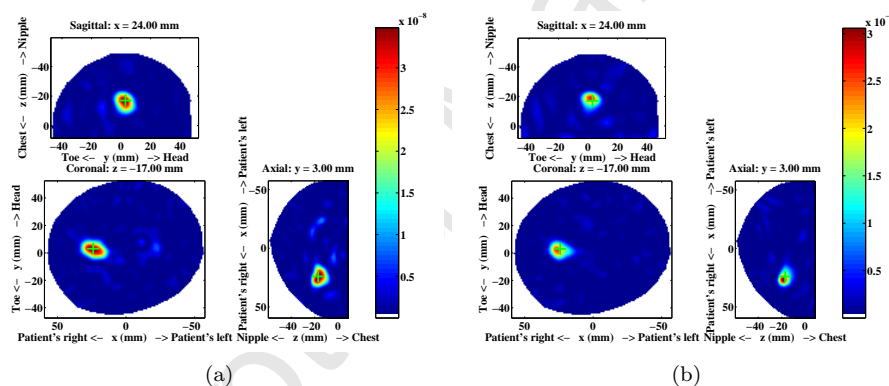 x 10⁻⁸
Sagittal: x = 24.00 mm
Chest <- z (mm) -> Nipple
−40
−20
0
−40 −20 0 20 40
Toe <- y (mm) -> Head
Coronal: z = −17.00 mm
Toe <- y (mm) -> Head
40
20
0
−20
−40
50 0 −50
Patient's right <- x (mm) -> Patient's left
Axial: y = 3.00 mm
Patient's right <- x (mm) -> Patient's left
−50
0
50
−40 −20 0
Nipple <- z (mm) -> Chest
3.5
3
2.5
2
1.5
1
0.5
(a)
Sagittal: x = 24.00 mm
Chest <- z (mm) -> Nipple
−40
−20
0
−40 −20 0 20 40
Toe <- y (mm) -> Head
Coronal: z = −17.00 mm
Toe <- y (mm) -> Head
40
20
0
−20
−40
50 0 −50
Patient's right <- x (mm) -> Patient's left
Axial: y = 3.00 mm
Patient's right <- x (mm) -> Patient's left
−50
0
50
−40 −20 0
Nipple <- z (mm) -> Chest
x 10
3
2.5
2
1.5
1
0.5
(b)